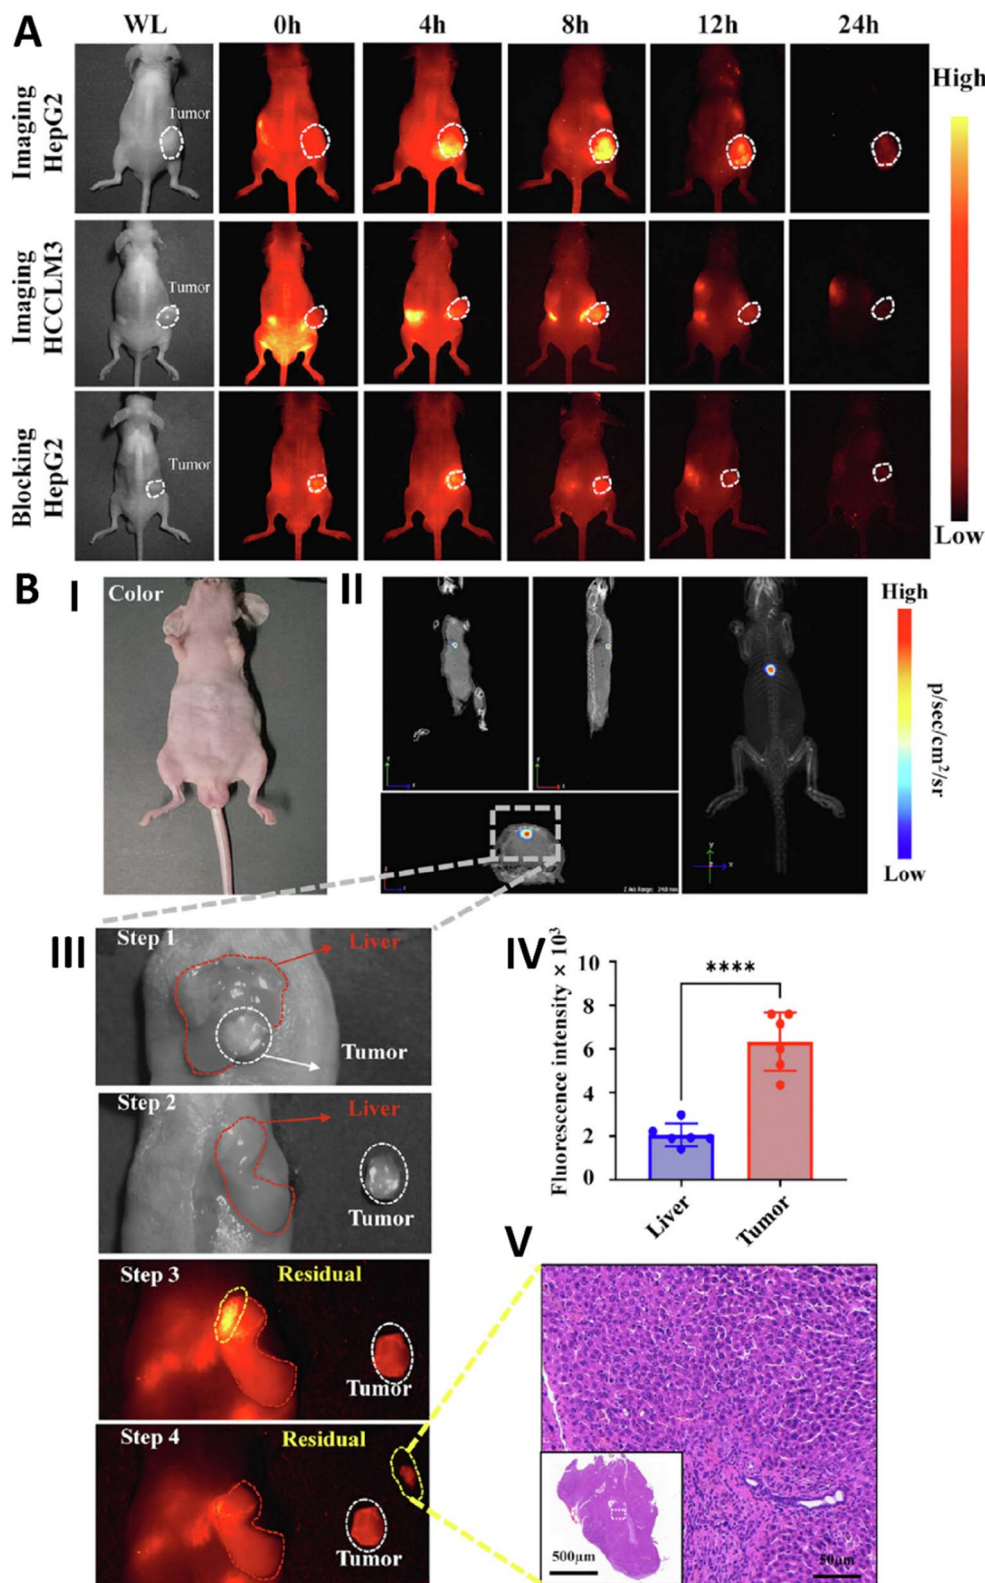 A
WL
0h
4h
8h
12h
24h
Imaging
HepG2
Tumor
High
Imaging
HCCLM3
Tumor
Blocking
HepG2
Tumor
Low
B
I
Color
II
High
p/sec/cm²/sr
Low
III
Step 1
Liver
Tumor
Step 2
Liver
Tumor
Step 3
Residual
Tumor
Step 4
Residual
Tumor
IV
Fluorescence intensity × 10³
10
8
6
4
2
0
****
Liver
Tumor
V
500μm
50μm